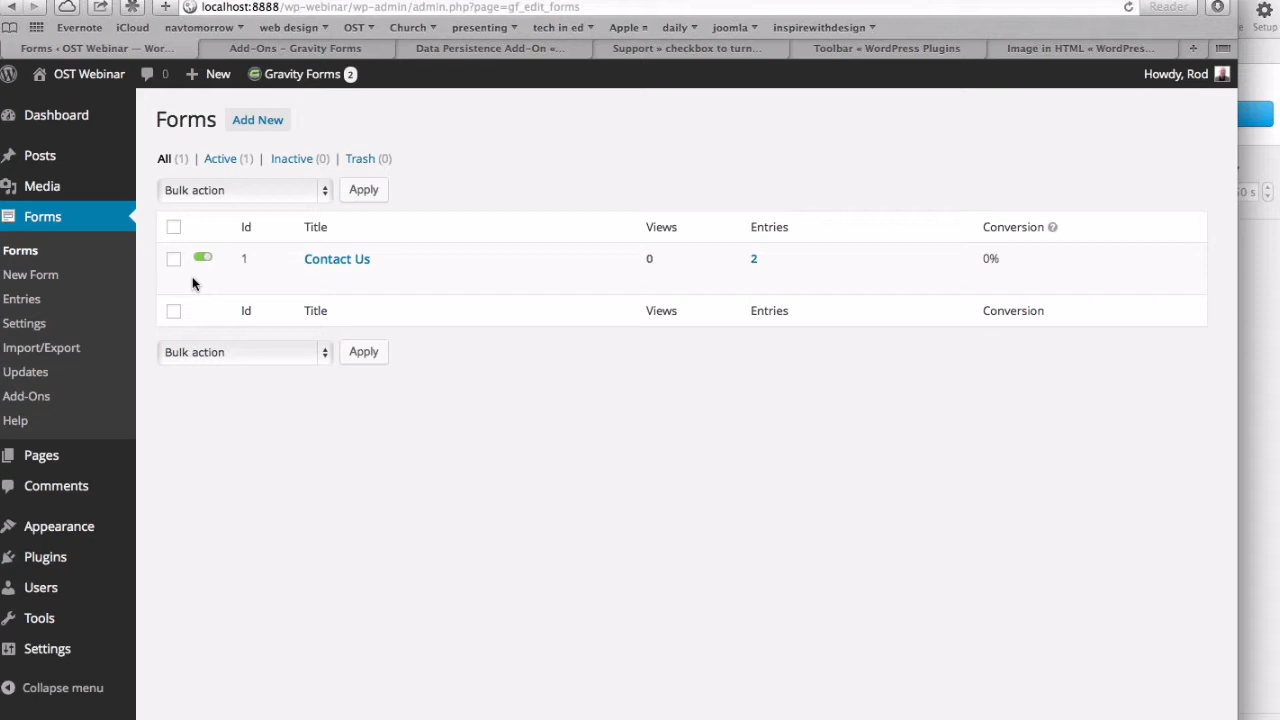 localhost:8888/wp-webinar/wp-admin/admin.php?page=gf_edit_forms
Reader
Evernote iCloud navtomorrow web design OST Church presenting tech in ed Apple daily joomla inspirewithdesign
Setup
Forms ‹ OST Webinar — Wor...
Add-Ons – Gravity Forms
Data Persistence Add-On «...
Support » checkbox to turn...
Toolbar « WordPress Plugins
Image in HTML « WordPres...
OST Webinar 0 New Gravity Forms 2
Howdy, Rod
Dashboard
Posts
Media
Forms
Forms
New Form
Entries
Settings
Import/Export
Updates
Add-Ons
Help
Pages
Comments
Appearance
Plugins
Users
Tools
Settings
Collapse menu
Forms Add New
All (1) | Active (1) | Inactive (0) | Trash (0)
Bulk action Apply
Id Title Views Entries Conversion ?
1 Contact Us 0 2 0%
Id Title Views Entries Conversion
Bulk action Apply